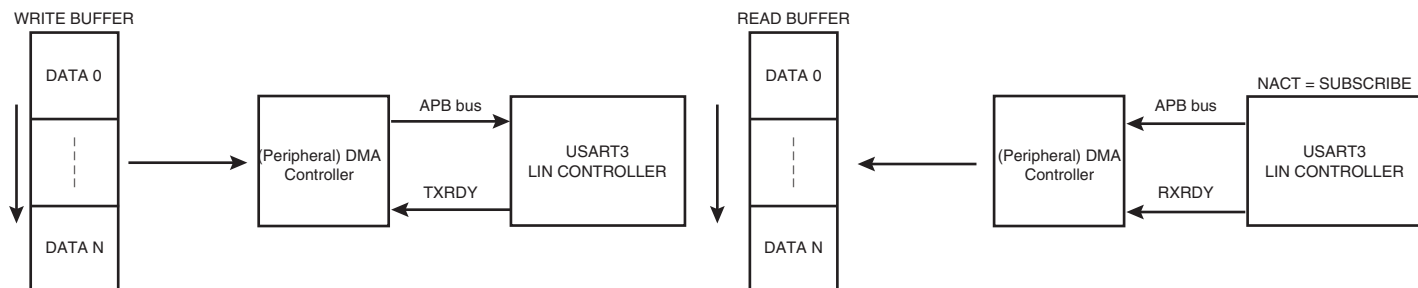 WRITE BUFFER
DATA 0
DATA N
(Peripheral) DMA
Controller
APB bus
TXRDY
USART3
LIN CONTROLLER
READ BUFFER
DATA 0
DATA N
(Peripheral) DMA
Controller
APB bus
RXRDY
NACT = SUBSCRIBE
USART3
LIN CONTROLLER